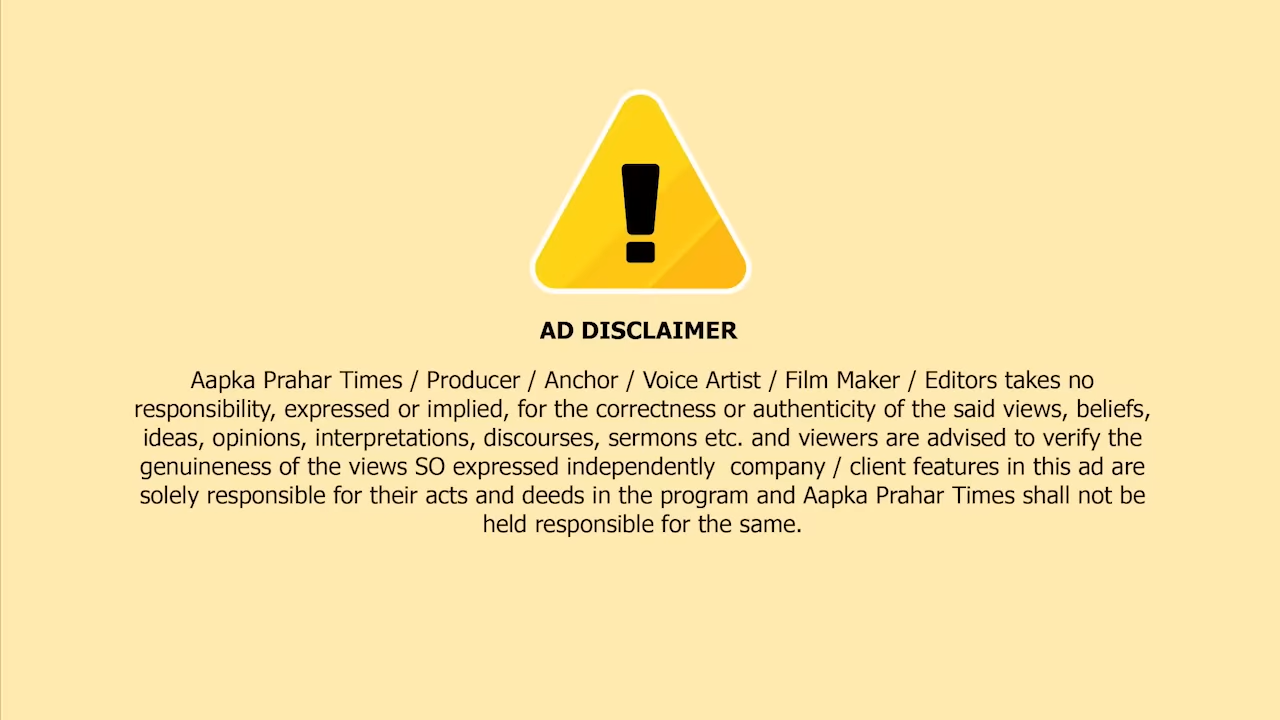 AD DISCLAIMER
Aapka Prahar Times / Producer / Anchor / Voice Artist / Film Maker / Editors takes no
responsibility, expressed or implied, for the correctness or authenticity of the said views, beliefs,
ideas, opinions, interpretations, discourses, sermons etc. and viewers are advised to verify the
genuineness of the views SO expressed independently  company / client features in this ad are
solely responsible for their acts and deeds in the program and Aapka Prahar Times shall not be
held responsible for the same.